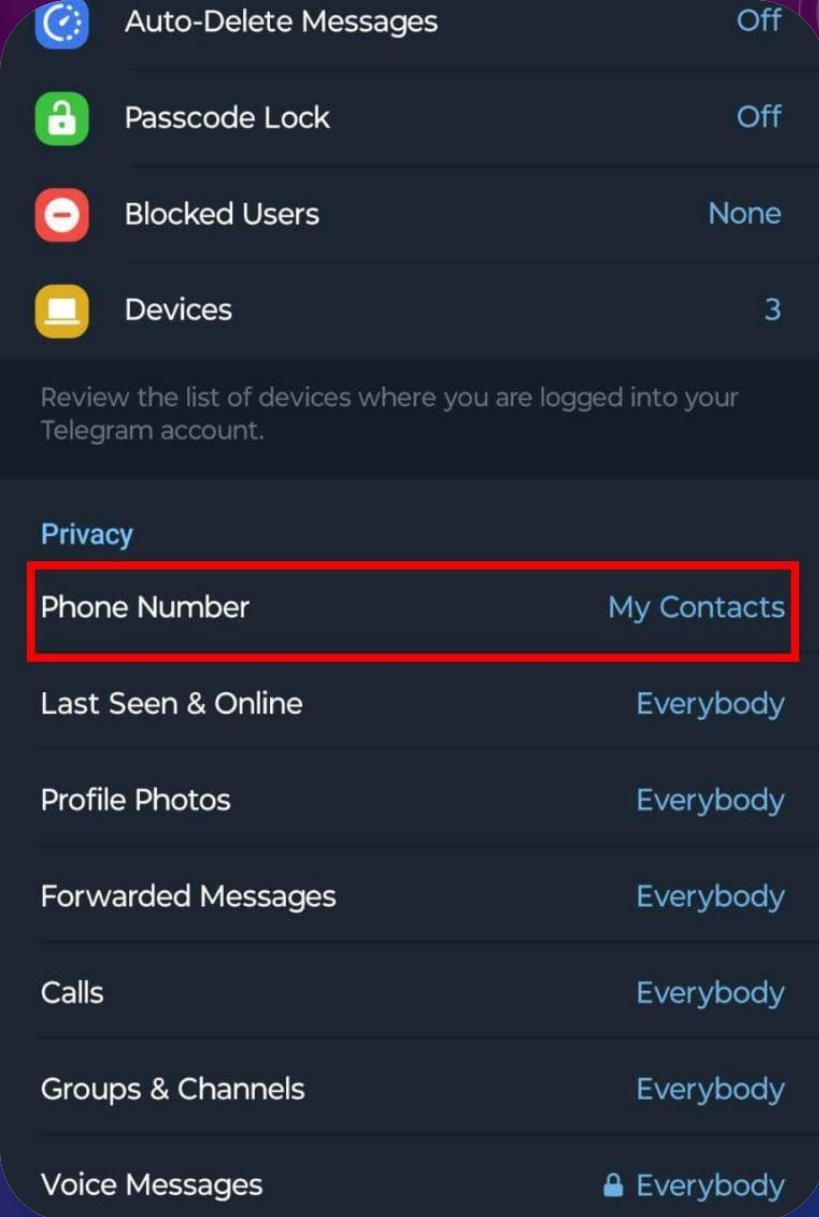 Auto-Delete Messages Off
Passcode Lock Off
Blocked Users None
Devices 3
Review the list of devices where you are logged into your
Telegram account.
Privacy
Phone Number My Contacts
Last Seen & Online Everybody
Profile Photos Everybody
Forwarded Messages Everybody
Calls Everybody
Groups & Channels Everybody
Voice Messages Everybody